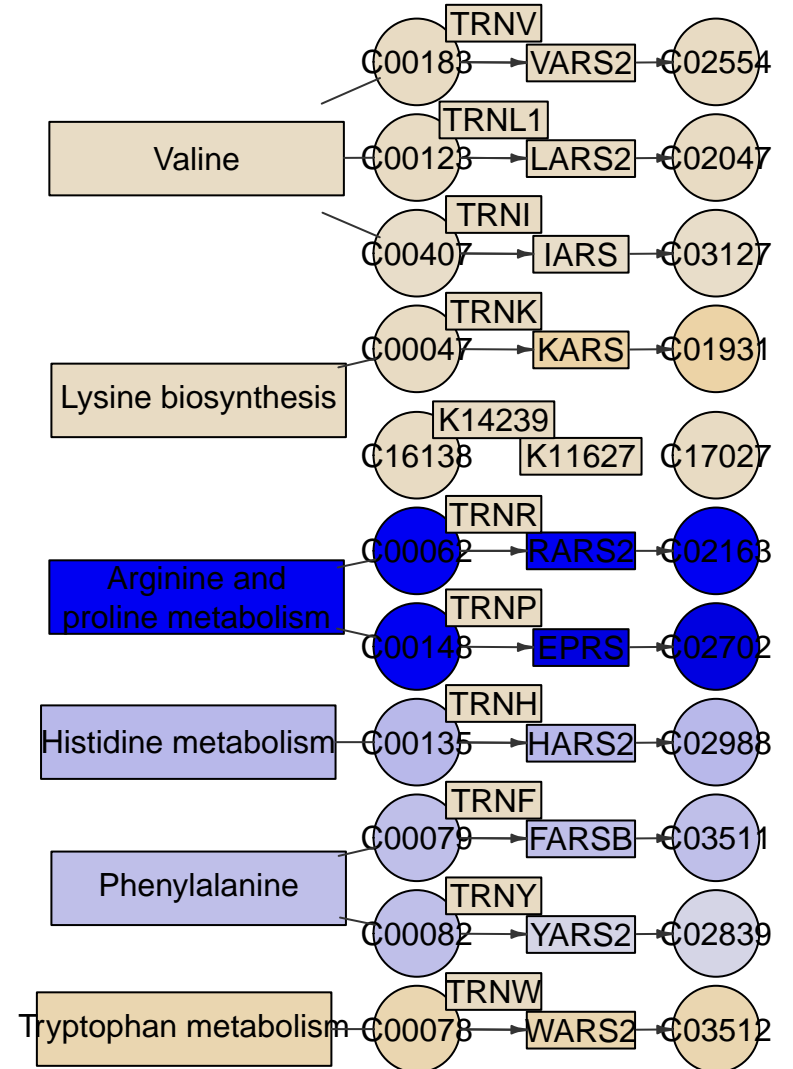 TRNV
C00183
VARS2
C02554
TRNL1
Valine
C00123
LARS2
C02047
TRNI
C00407
IARS
C03127
TRNK
C00047
KARS
C01931
Lysine biosynthesis
K14239
C16138
K11627
C17027
TRNR
C00062
RARS2
C02163
Arginine and
proline metabolism
TRNP
C00148
EPRS
C02702
TRNH
Histidine metabolism
C00135
HARS2
C02988
TRNF
C00079
FARSB
C03511
Phenylalanine
TRNY
C00082
YARS2
C02839
TRNW
Tryptophan metabolism
C00078
WARS2
C03512